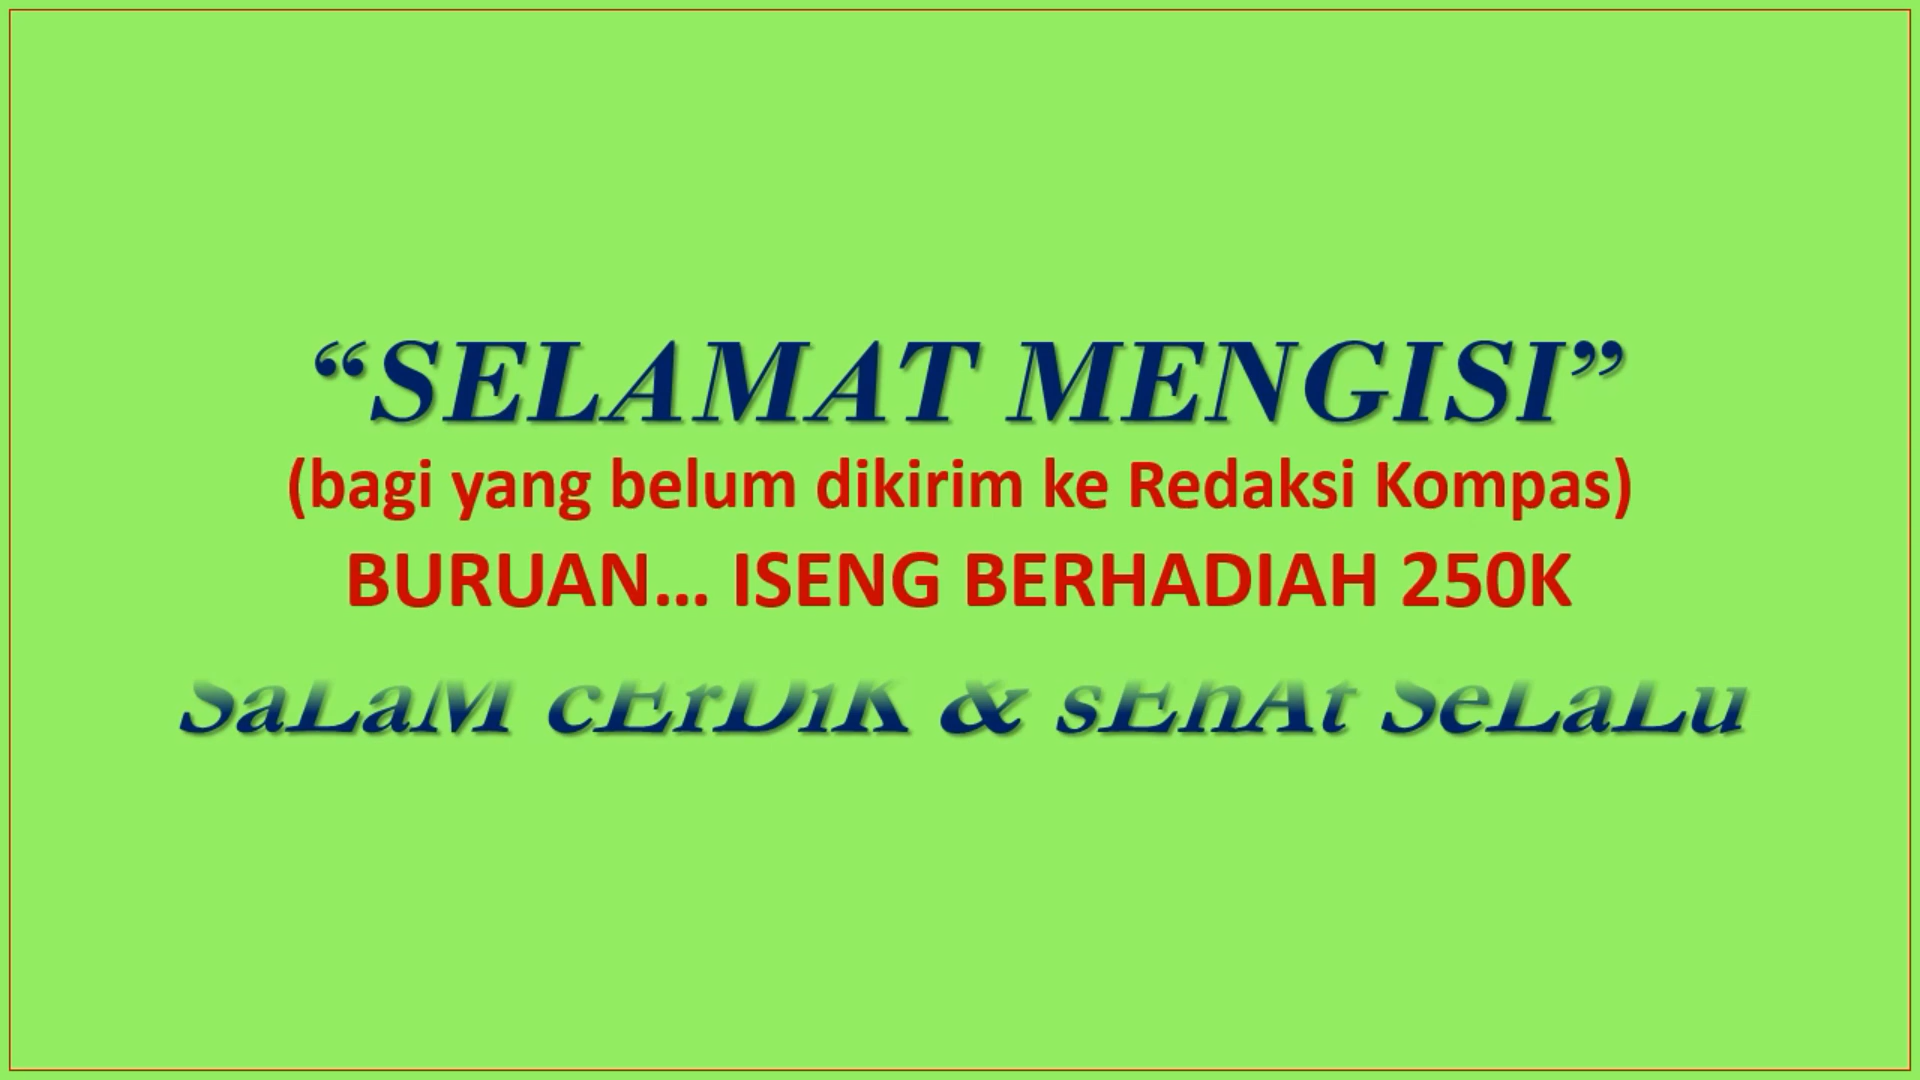 “SELAMAT MENGISI”
(bagi yang belum dikirim ke Redaksi Kompas)
BURUAN... ISENG BERHADIAH 250K
SaLaM cErDiK & sEhAt SeLaLu